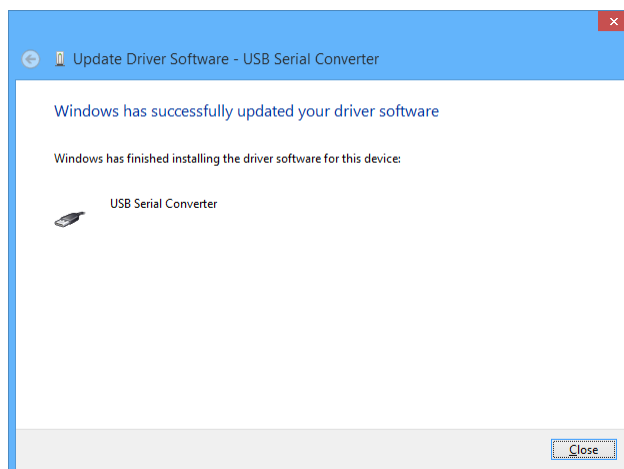 Update Driver Software - USB Serial Converter
Windows has successfully updated your driver software
Windows has finished installing the driver software for this device:
USB Serial Converter
Close